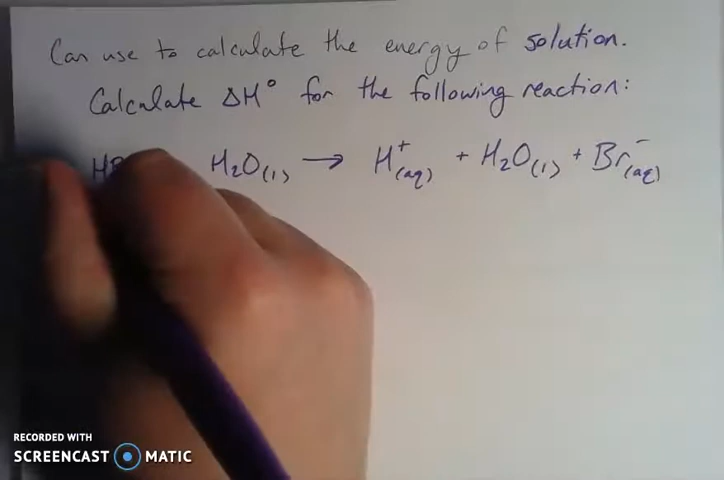 Can use to calculate the energy of solution.
Calculate ΔH° for the following reaction:
H₂O(l) → H⁺(aq) + H₂O(l) + Br⁻(aq)
RECORDED WITH
SCREENCAST MATIC